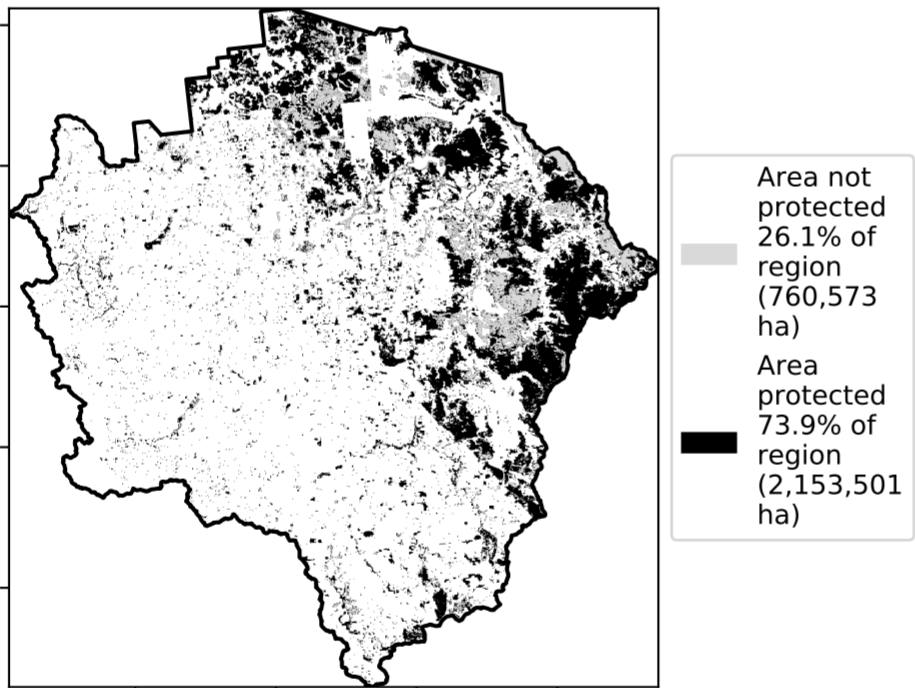 Area not
protected
26.1% of
region
(760,573
ha)
Area
protected
73.9% of
region
(2,153,501
ha)